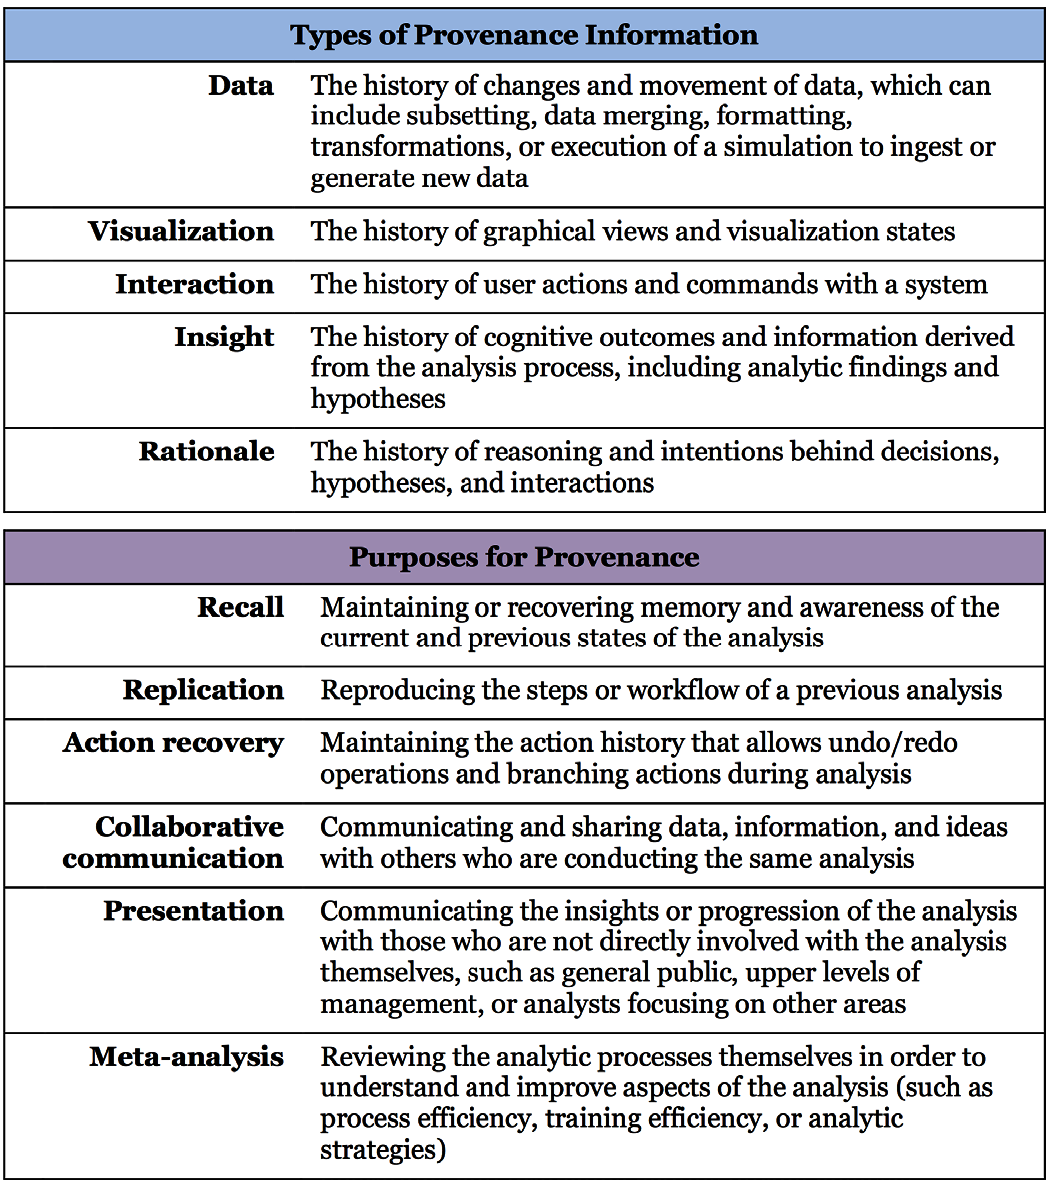 Types of Provenance Information
Data The history of changes and movement of data, which can
include subsetting, data merging, formatting,
transformations, or execution of a simulation to ingest or
generate new data
Visualization The history of graphical views and visualization states
Interaction The history of user actions and commands with a system
Insight The history of cognitive outcomes and information derived
from the analysis process, including analytic findings and
hypotheses
Rationale The history of reasoning and intentions behind decisions,
hypotheses, and interactions
Purposes for Provenance
Recall Maintaining or recovering memory and awareness of the
current and previous states of the analysis
Replication Reproducing the steps or workflow of a previous analysis
Action recovery Maintaining the action history that allows undo/redo
operations and branching actions during analysis
Collaborative Communicating and sharing data, information, and ideas
communication with others who are conducting the same analysis
Presentation Communicating the insights or progression of the analysis
with those who are not directly involved with the analysis
themselves, such as general public, upper levels of
management, or analysts focusing on other areas
Meta-analysis Reviewing the analytic processes themselves in order to
understand and improve aspects of the analysis (such as
process efficiency, training efficiency, or analytic
strategies)